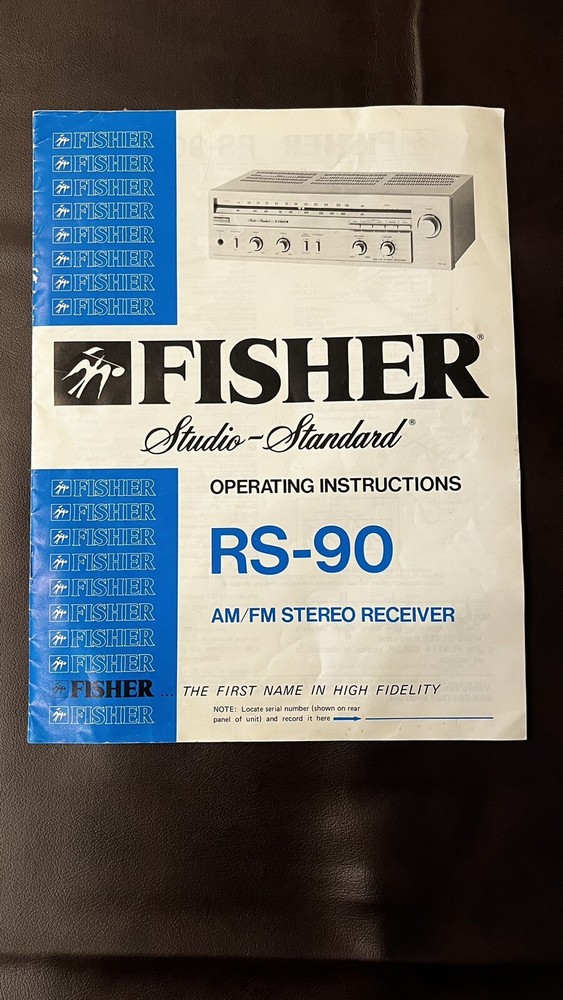 FISHER
FISHER
FISHER
FISHER
FISHER
FISHER
FISHER
FISHER
FISHER®
Studio-Standard®
FISHER
OPERATING INSTRUCTIONS
FISHER
FISHER
RS-90
FISHER
FISHER
AM/FM STEREO RECEIVER
FISHER
FISHER
FISHER
FISHER ... THE FIRST NAME IN HIGH FIDELITY
FISHER
NOTE: Locate serial number (shown on rear
panel of unit) and record it here